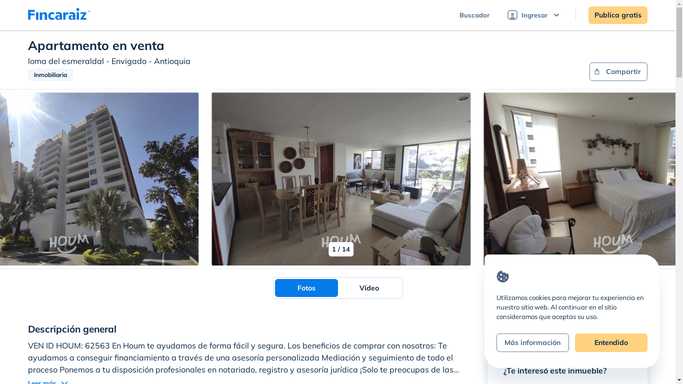 Fincaraiz
Buscador
Ingresar
Publica gratis
Apartamento en venta
loma del esmeraldal - Envigado - Antioquia
Inmobiliaria
Compartir
HOUM
HOUM
HOUM
1 / 14
Fotos
Video
Descripción general
VEN ID HOUM: 62563 En Houm te ayudamos de forma fácil y segura. Los beneficios de comprar con nosotros: Te
ayudamos a conseguir financiamiento a través de una asesoría personalizada Mediación y seguimiento de todo el
proceso Ponemos a tu disposición profesionales en notariado, registro y asesoría jurídica ¡Solo te preocupas de las...
Leer más
Utilizamos cookies para mejorar tu experiencia en
nuestro sitio web. Al continuar en el sitio
consideramos que aceptas su uso.
Más información
Entendido
¿Te interesó este inmueble?